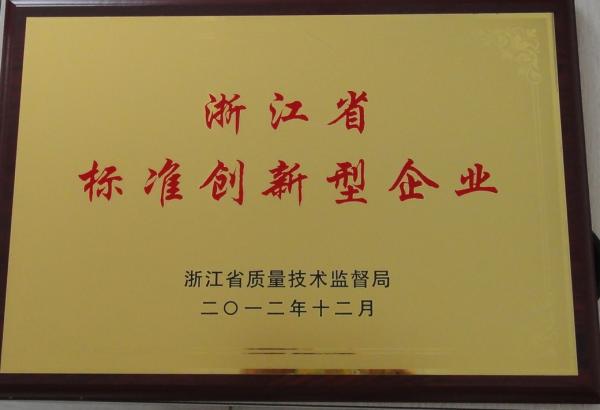 浙江省
标准创新型企业
浙江省质量技术监督局
二〇一二年十二月